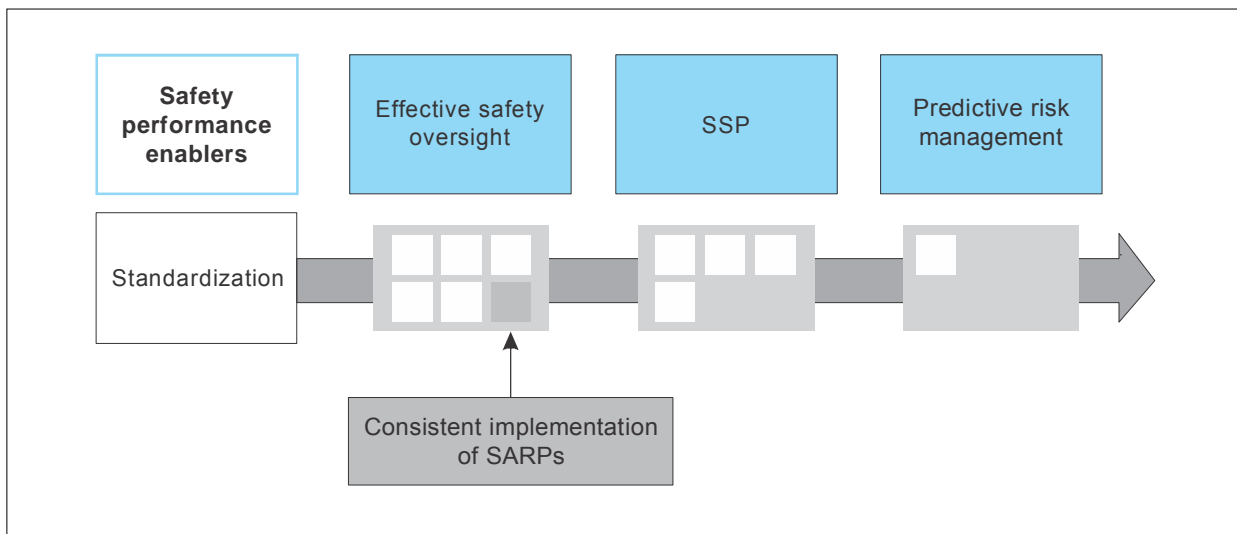 Safety
performance
enablers
Effective safety
oversight
SSP
Predictive risk
management
Standardization
Consistent implementation
of SARPs